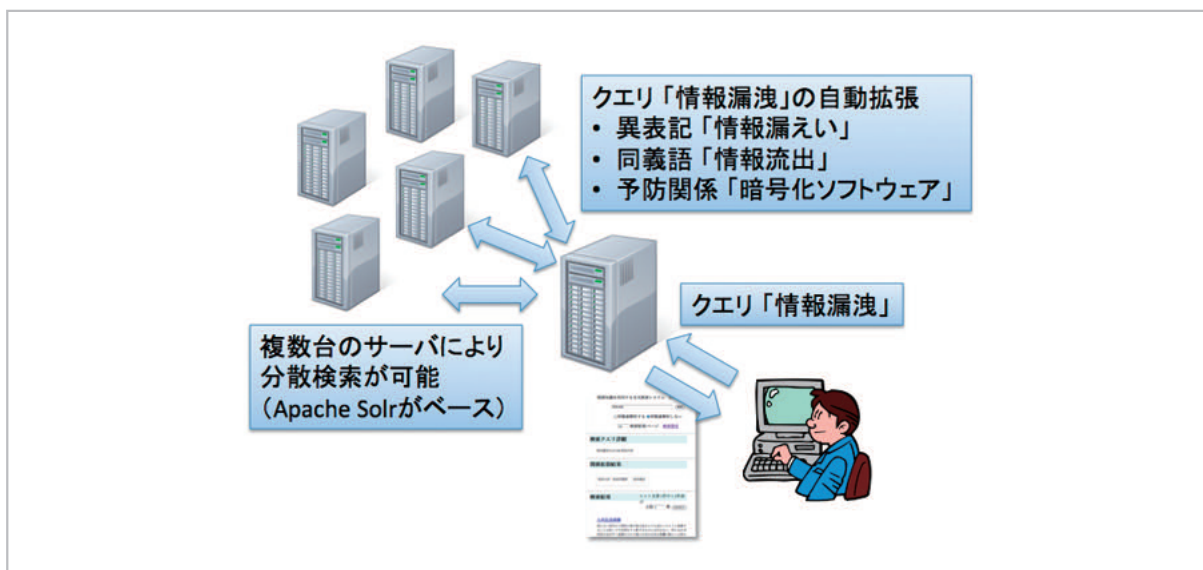 クエリ「情報漏洩」の自動拡張
• 異表記「情報漏えい」
• 同義語「情報流出」
• 予防関係「暗号化ソフトウェア」
クエリ「情報漏洩」
複数台のサーバにより
分散検索が可能
（Apache Solrがベース）